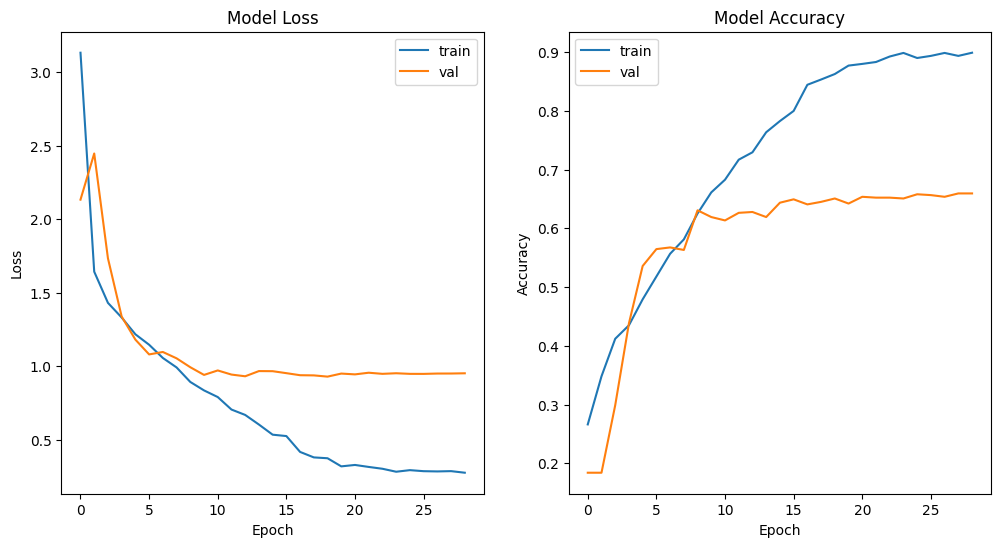 Model Loss
train
val
3.0
2.5
2.0
1.5
1.0
0.5
Loss
0 5 10 15 20 25
Epoch
Model Accuracy
train
val
0.9
0.8
0.7
0.6
0.5
0.4
0.3
0.2
Accuracy
0 5 10 15 20 25
Epoch